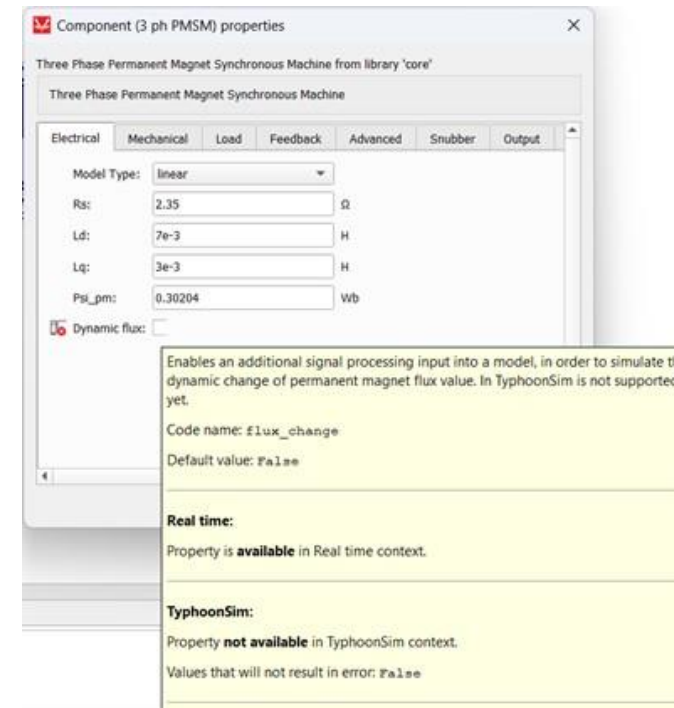 Component (3 ph PMSM) properties
Three Phase Permanent Magnet Synchronous Machine from library 'core'
Three Phase Permanent Magnet Synchronous Machine
Electrical Mechanical Load Feedback Advanced Snubber Output
Model Type: linear
Rs: 2.35 Ω
Ld: 7e-3 H
Lq: 3e-3 H
Psi_pm: 0.30204 Wb
Dynamic flux:
Enables an additional signal processing input into a model, in order to simulate
dynamic change of permanent magnet flux value. In TyphoonSim is not supported
yet.
Code name: flux_change
Default value: False
Real time:
Property is available in Real time context.
TyphoonSim:
Property not available in TyphoonSim context.
Values that will not result in error: False